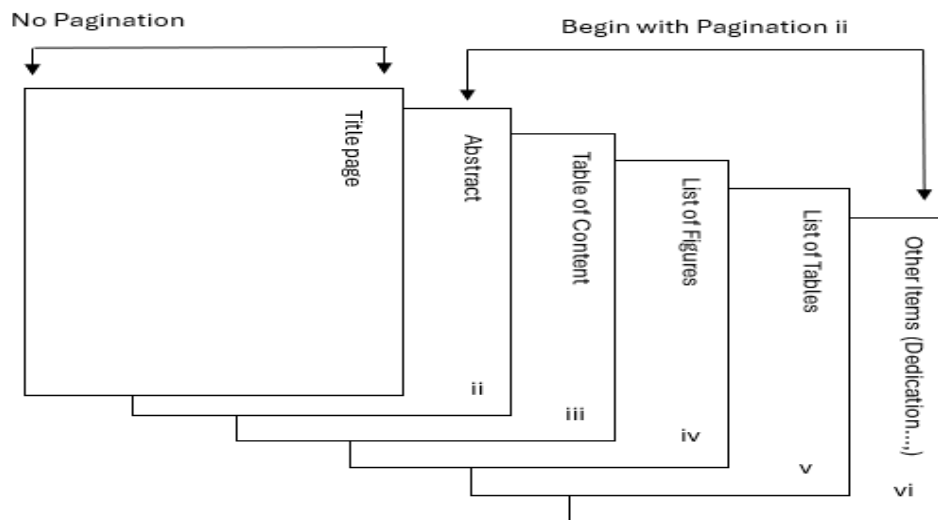 No Pagination
Begin with Pagination ii
Title page
Abstract
ii
Table of Content
iii
List of Figures
iv
List of Tables
v
Other Items (Dedication...,)
vi